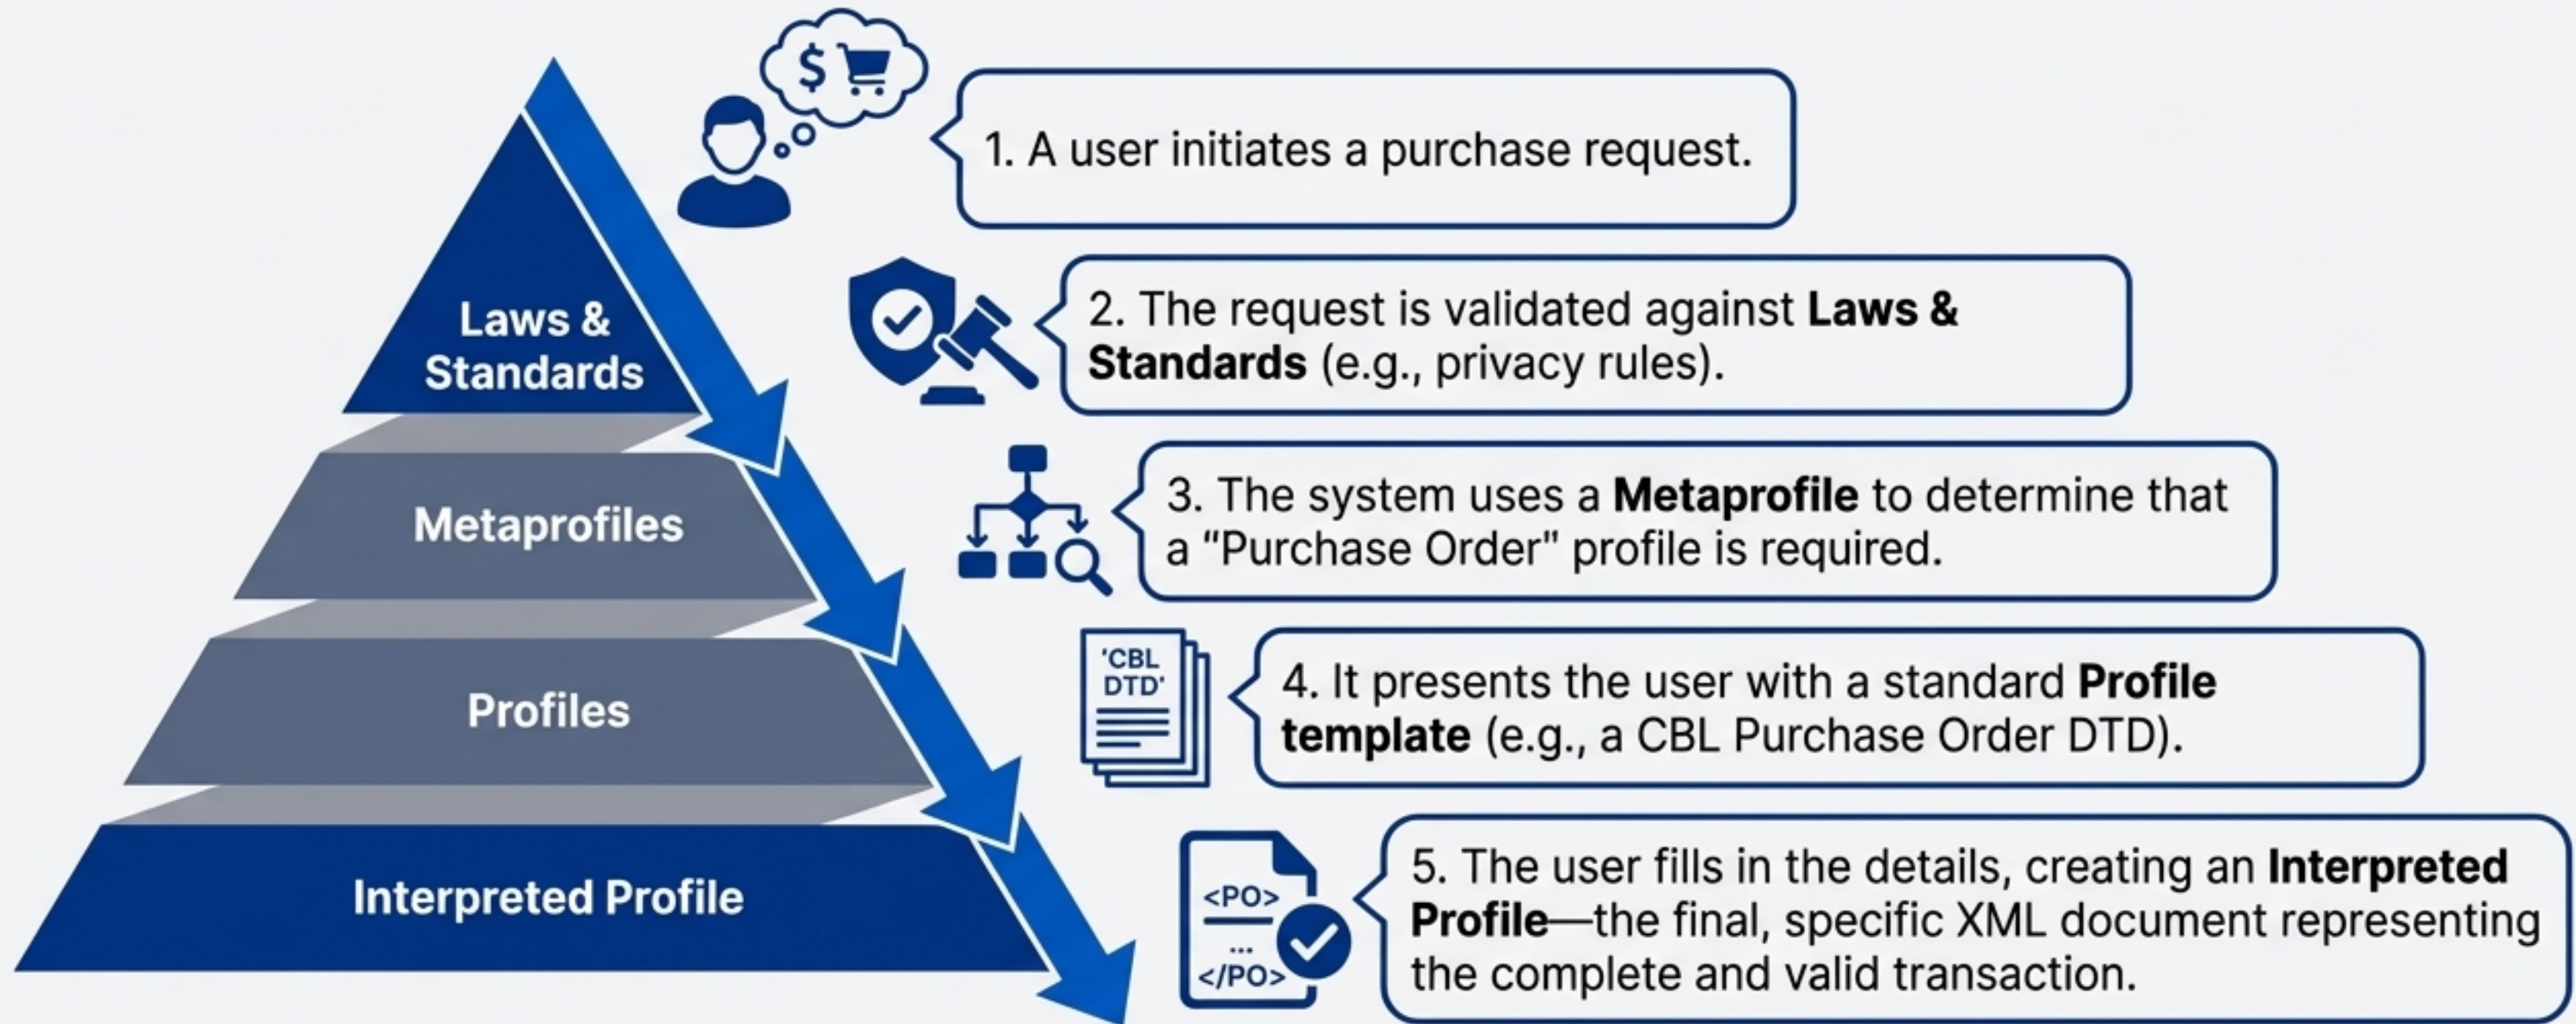 $
1. A user initiates a purchase request.
Laws &
Standards
2. The request is validated against Laws &
Standards (e.g., privacy rules).
Metaprofiles
3. The system uses a Metaprofile to determine that
a "Purchase Order" profile is required.
Profiles
'CBL
DTD'
4. It presents the user with a standard Profile
template (e.g., a CBL Purchase Order DTD).
Interpreted Profile
<PO>
...
</PO>
5. The user fills in the details, creating an Interpreted
Profile—the final, specific XML document representing
the complete and valid transaction.